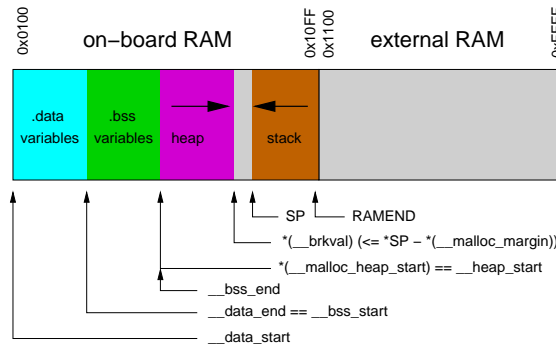 0x0100
on-board RAM
0x10FF
0x1100
external RAM
0xFFFF
.data
variables
.bss
variables
heap
stack
SP
RAMEND
*(__brkval) (<= *SP - *(__malloc_margin))
*(__malloc_heap_start) == __heap_start
__bss_end
__data_end == __bss_start
__data_start